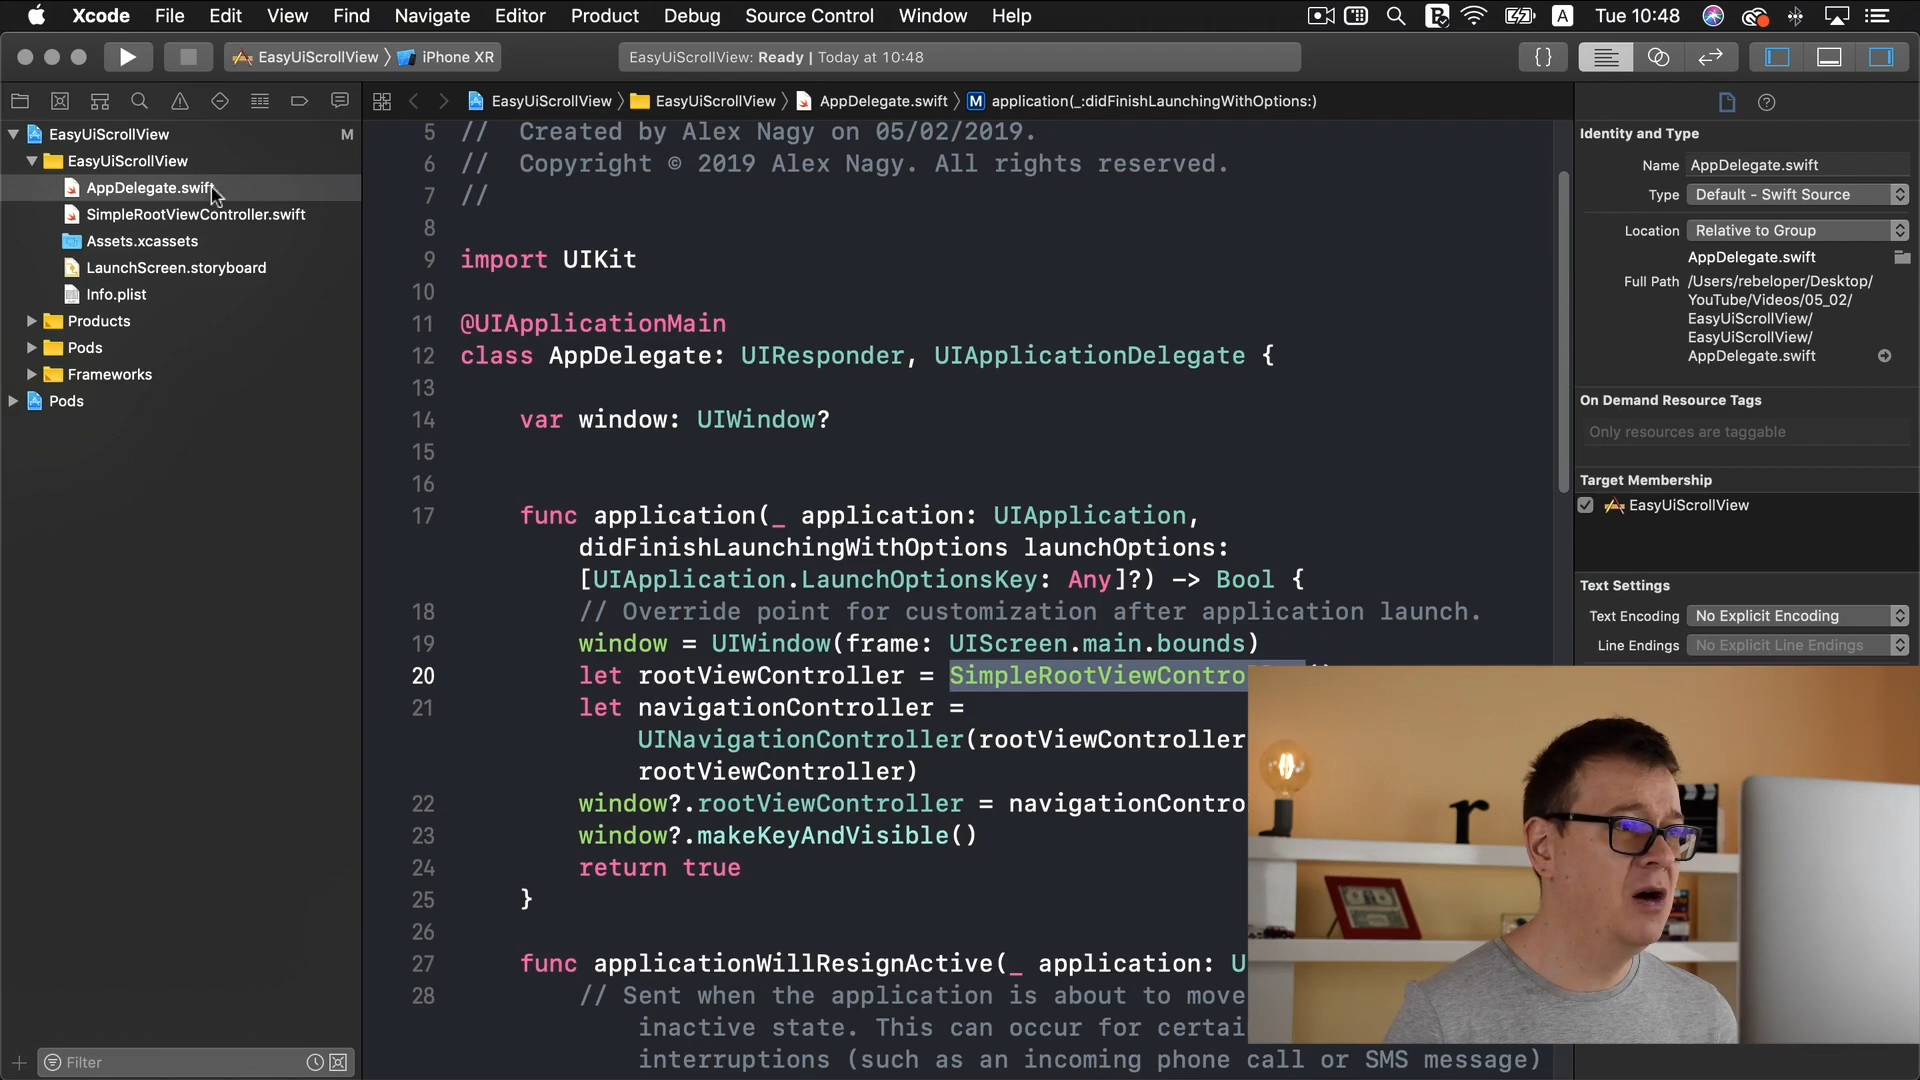 Xcode File Edit View Find Navigate Editor Product Debug Source Control Window Help A Tue 10:48
EasyUiScrollView iPhone XR EasyUiScrollView: Ready | Today at 10:48 {}
EasyUiScrollView EasyUiScrollView AppDelegate.swift M application(_:didFinishLaunchingWithOptions:)
EasyUiScrollView M
EasyUiScrollView
AppDelegate.swift
SimpleRootViewController.swift
Assets.xcassets
LaunchScreen.storyboard
Info.plist
Products
Pods
Frameworks
Pods
Filter
5 // Created by Alex Nagy on 05/02/2019.
6 // Copyright © 2019 Alex Nagy. All rights reserved.
7 //
8
9 import UIKit
10
11 @UIApplicationMain
12 class AppDelegate: UIResponder, UIApplicationDelegate {
13
14 var window: UIWindow?
15
16
17 func application(_ application: UIApplication,
didFinishLaunchingWithOptions launchOptions:
[UIApplication.LaunchOptionsKey: Any]?) -> Bool {
18 // Override point for customization after application launch.
19 window = UIWindow(frame: UIScreen.main.bounds)
20 let rootViewController = SimpleRootViewContro
21 let navigationController =
UINavigationController(rootViewController
rootViewController)
22 window?.rootViewController = navigationContro
23 window?.makeKeyAndVisible()
24 return true
25 }
26
27 func applicationWillResignActive(_ application: U
28 // Sent when the application is about to move
inactive state. This can occur for certai
interruptions (such as an incoming phone call or SMS message)
Identity and Type
Name AppDelegate.swift
Type Default - Swift Source
Location Relative to Group
AppDelegate.swift
Full Path /Users/rebeloper/Desktop/
YouTube/Videos/05_02/
EasyUiScrollView/
EasyUiScrollView/
AppDelegate.swift
On Demand Resource Tags
Only resources are taggable
Target Membership
EasyUiScrollView
Text Settings
Text Encoding No Explicit Encoding
Line Endings No Explicit Line Endings
r